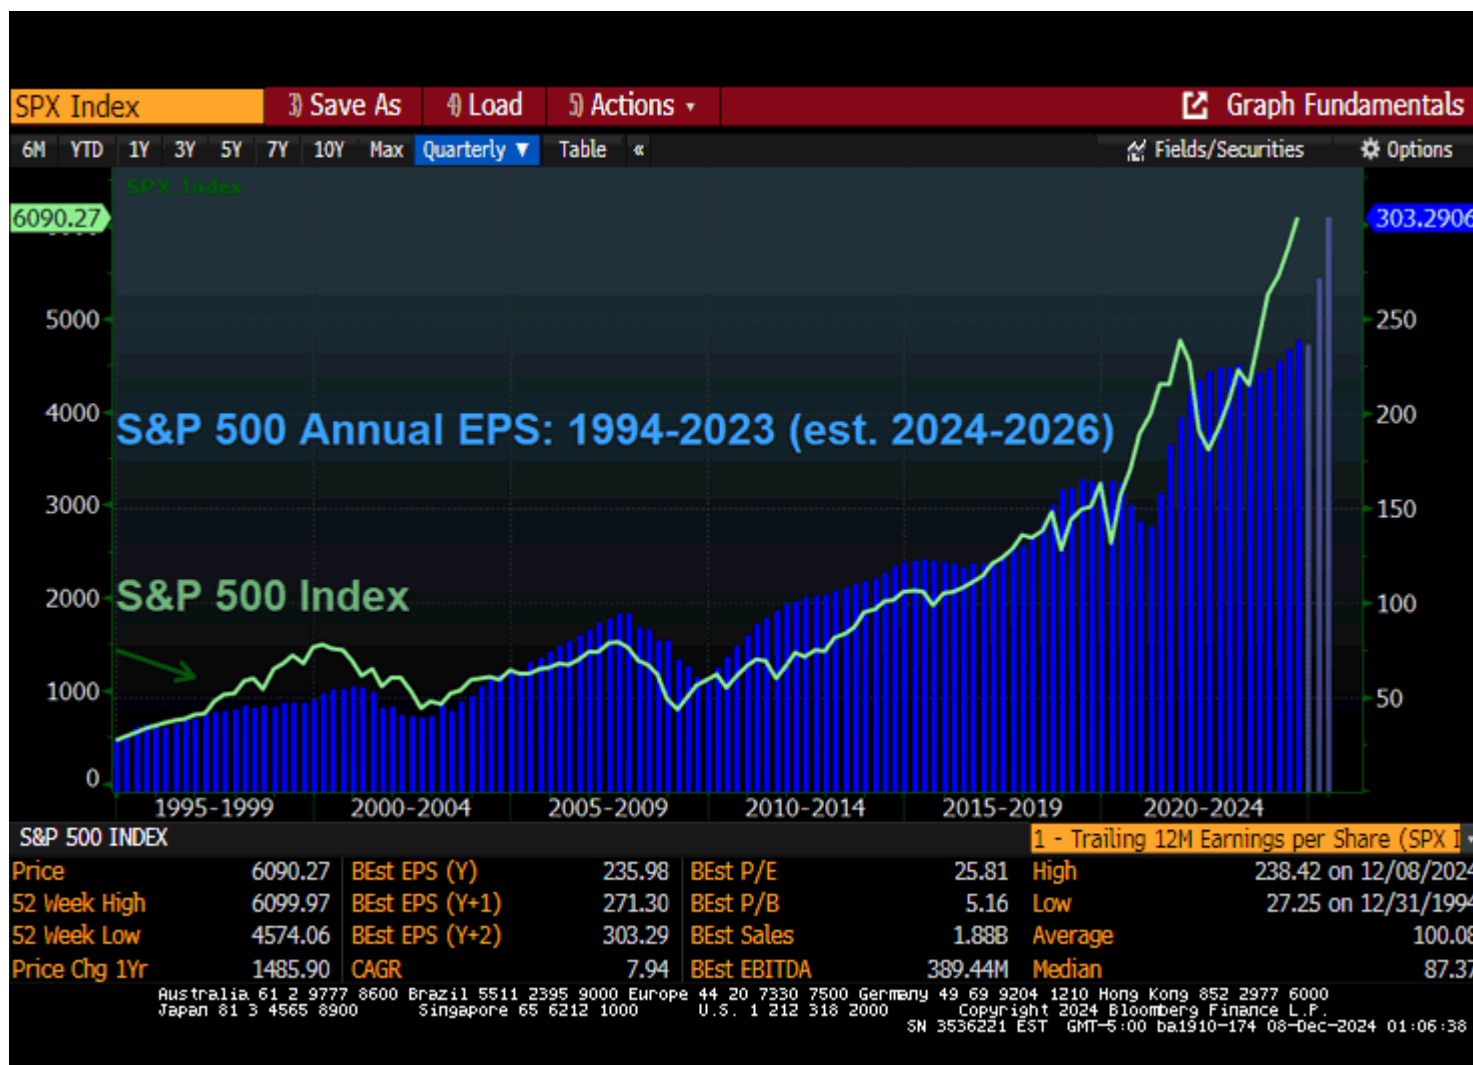 SPX Index 3) Save As 4) Load 5) Actions Graph Fundamentals
6M YTD 1Y 3Y 5Y 7Y 10Y Max Quarterly ▼ Table « Fields/Securities Options
SPX Index
6090.27 303.2906
5000 250
4000 200
S&P 500 Annual EPS: 1994-2023 (est. 2024-2026)
3000 150
S&P 500 Index
2000 100
1000 50
0
1995-1999 2000-2004 2005-2009 2010-2014 2015-2019 2020-2024
S&P 500 INDEX 1 - Trailing 12M Earnings per Share (SPX I
Price 6090.27 BEst EPS (Y) 235.98 BEst P/E 25.81 High 238.42 on 12/08/2024
52 Week High 6099.97 BEst EPS (Y+1) 271.30 BEst P/B 5.16 Low 27.25 on 12/31/1994
52 Week Low 4574.06 BEst EPS (Y+2) 303.29 BEst Sales 1.88B Average 100.08
Price Chg 1Yr 1485.90 CAGR 7.94 BEst EBITDA 389.44M Median 87.37
Australia 61 2 9777 8600 Brazil 5511 2395 9000 Europe 44 20 7330 7500 Germany 49 69 9204 1210 Hong Kong 852 2977 6000
Japan 81 3 4565 8900 Singapore 65 6212 1000 U.S. 1 212 318 2000 Copyright 2024 Bloomberg Finance L.P.
SN 3536221 EST GMT-5:00 ba1910-174 08-Dec-2024 01:06:38